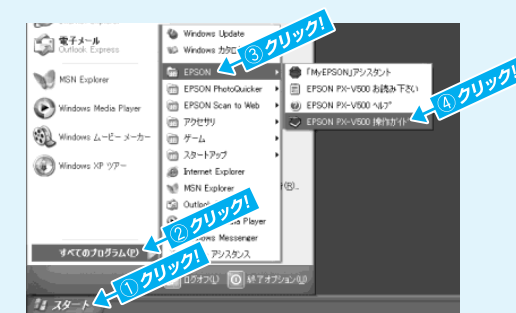 電子メール
Outlook Express
MSN Explorer
Windows Media Player
Windows ムービー メーカー
Windows XP ツアー
すべてのプログラム(P)
スタート
Windows Update
Windows カタロ
EPSON
EPSON PhotoQuicker
EPSON Scan to Web
アクセサリ
ゲーム
スタートアップ
Internet Explorer
MSN Explorer
Outloo
a Player
ows Messenger
アシスタンス
(R)...
ログオフ(L)
終了オプション(U)
「MyEPSON」アシスタント
EPSON PX-V500 お読み下さい
EPSON PX-V500 ヘルプ
EPSON PX-V500 操作ガイド
①クリック!
②クリック!
③クリック!
④クリック!